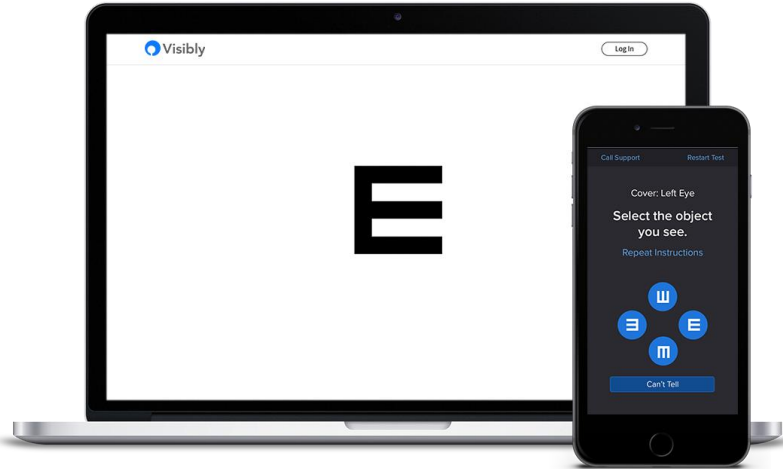 Visibly
Log In
E
Call Support
Restart Test
Cover: Left Eye
Select the object
you see.
Repeat Instructions
E
E
E
E
Can't Tell